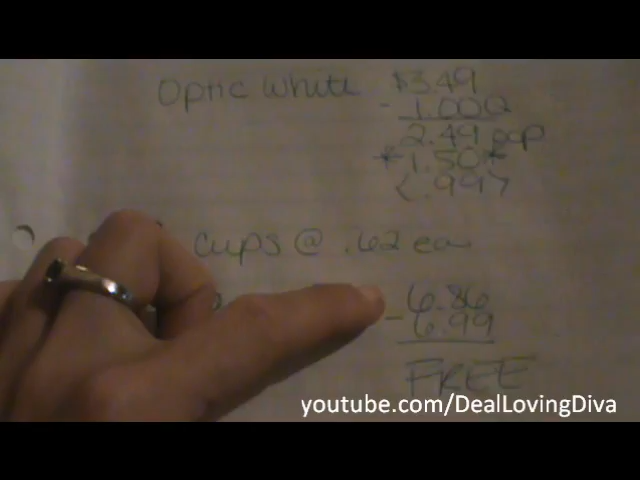 Optic White $3.49
- 1.00Q
2.49 oop
*1.50*
<.99>
cups @ .62 ea
6.86
- 6.99
FREE
youtube.com/DealLovingDiva